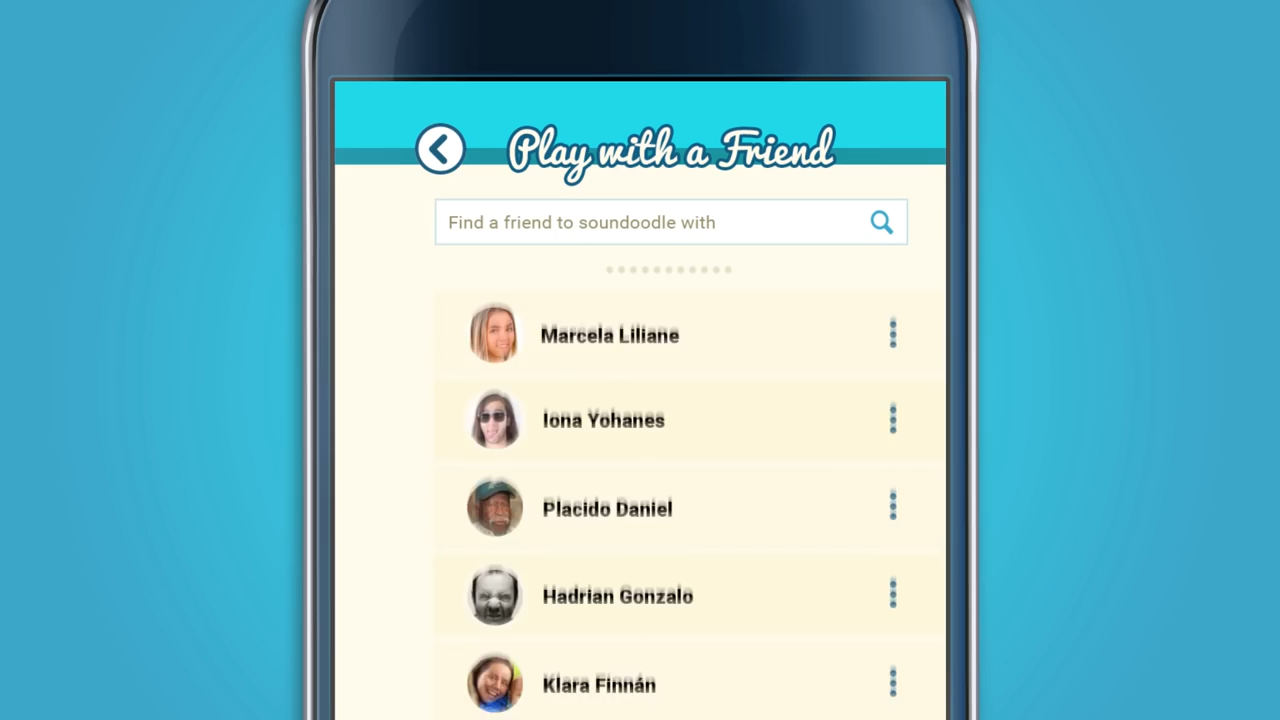 Play with a Friend
Find a friend to soundoodle with
Marcela Liliane
Iona Yohanes
Placido Daniel
Hadrian Gonzalo
Klara Finnán